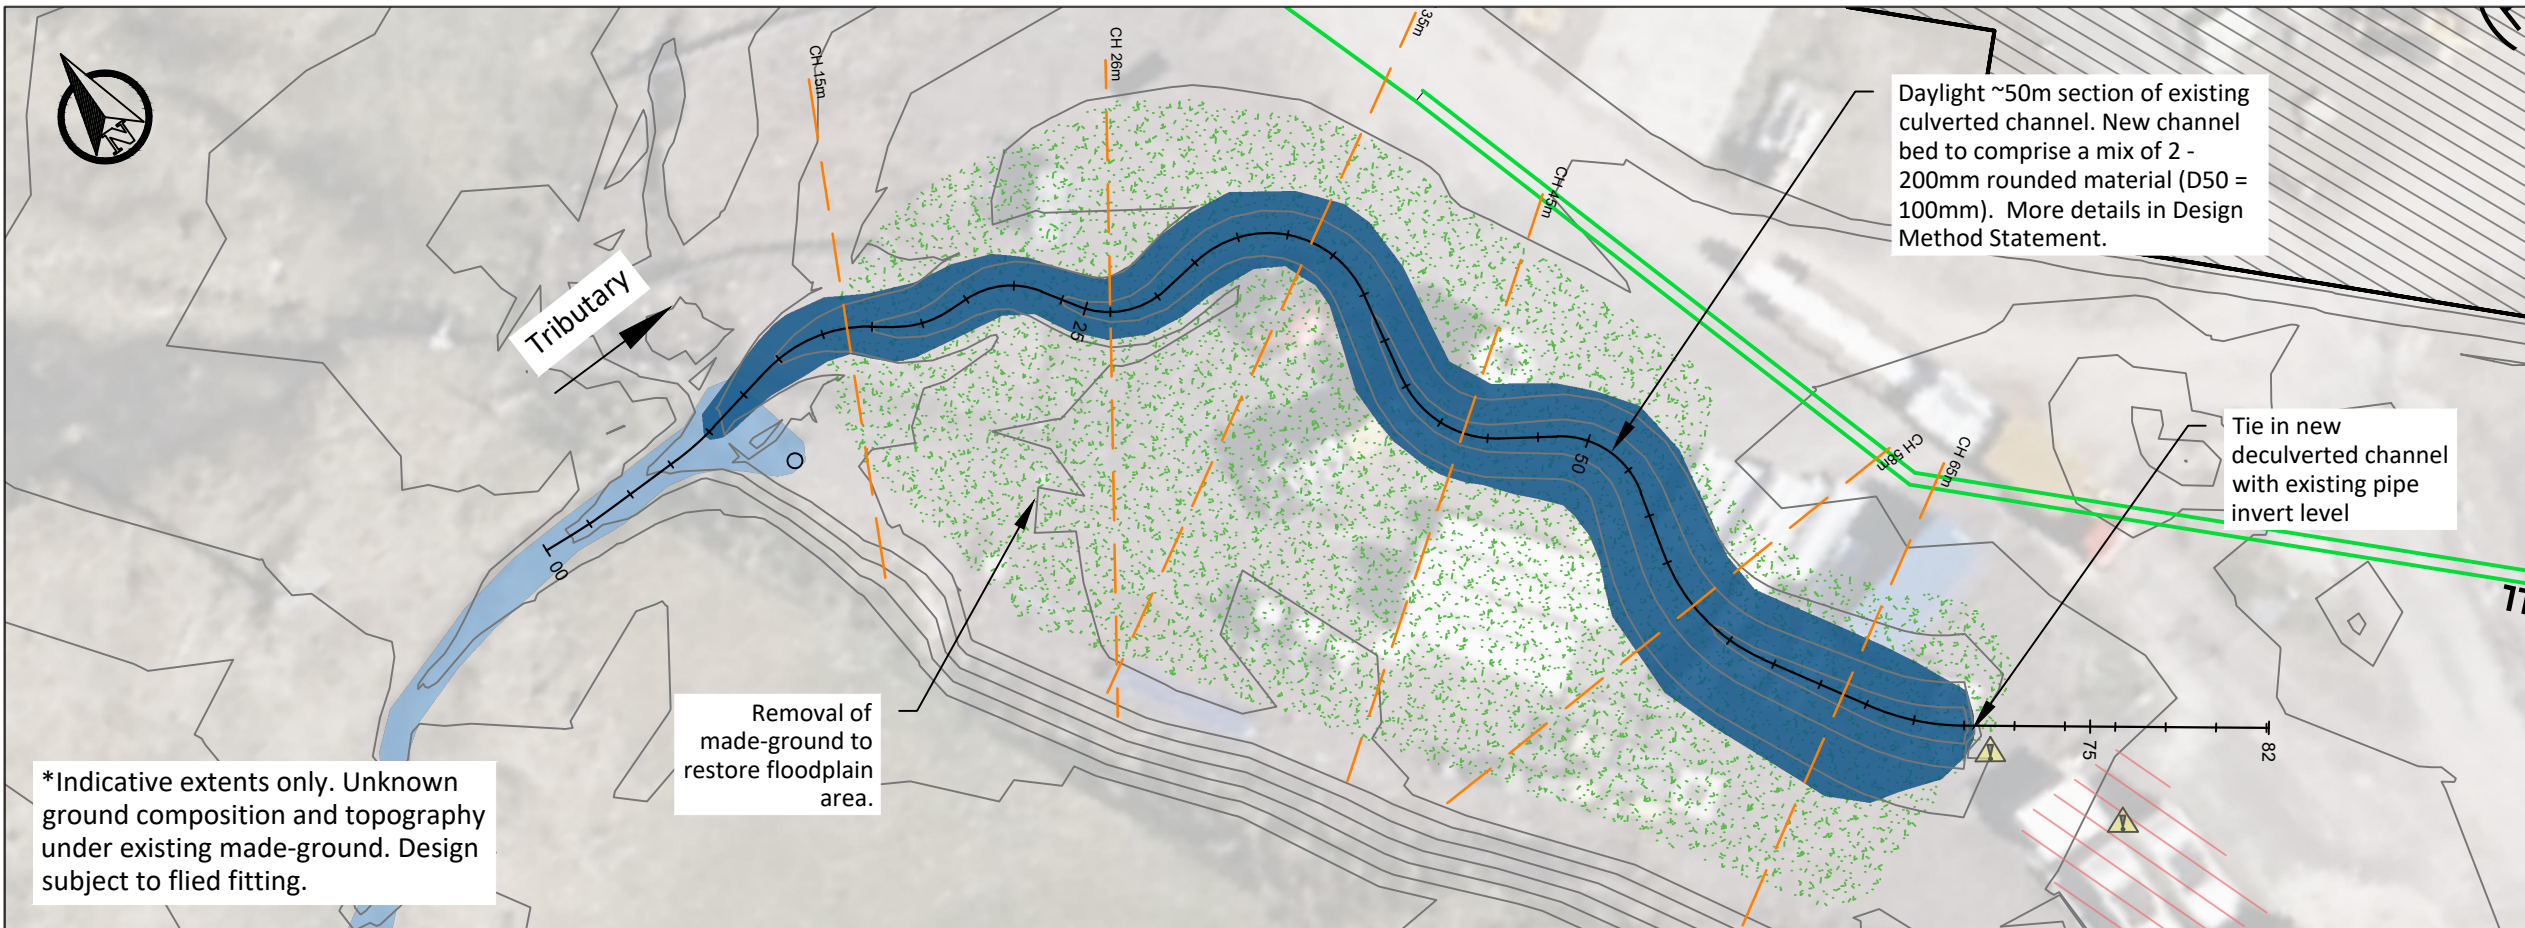 N
CH 15m
CH 26m
35m
CH 45m
CH 58m
CH 65m
Daylight ~50m section of existing
culverted channel. New channel
bed to comprise a mix of 2 -
200mm rounded material (D50 =
100mm). More details in Design
Method Statement.
Tributary
25
50
00
75
82
Tie in new
deculverted channel
with existing pipe
invert level
Removal of
made-ground to
restore floodplain
area.
*Indicative extents only. Unknown
ground composition and topography
under existing made-ground. Design
subject to flied fitting.